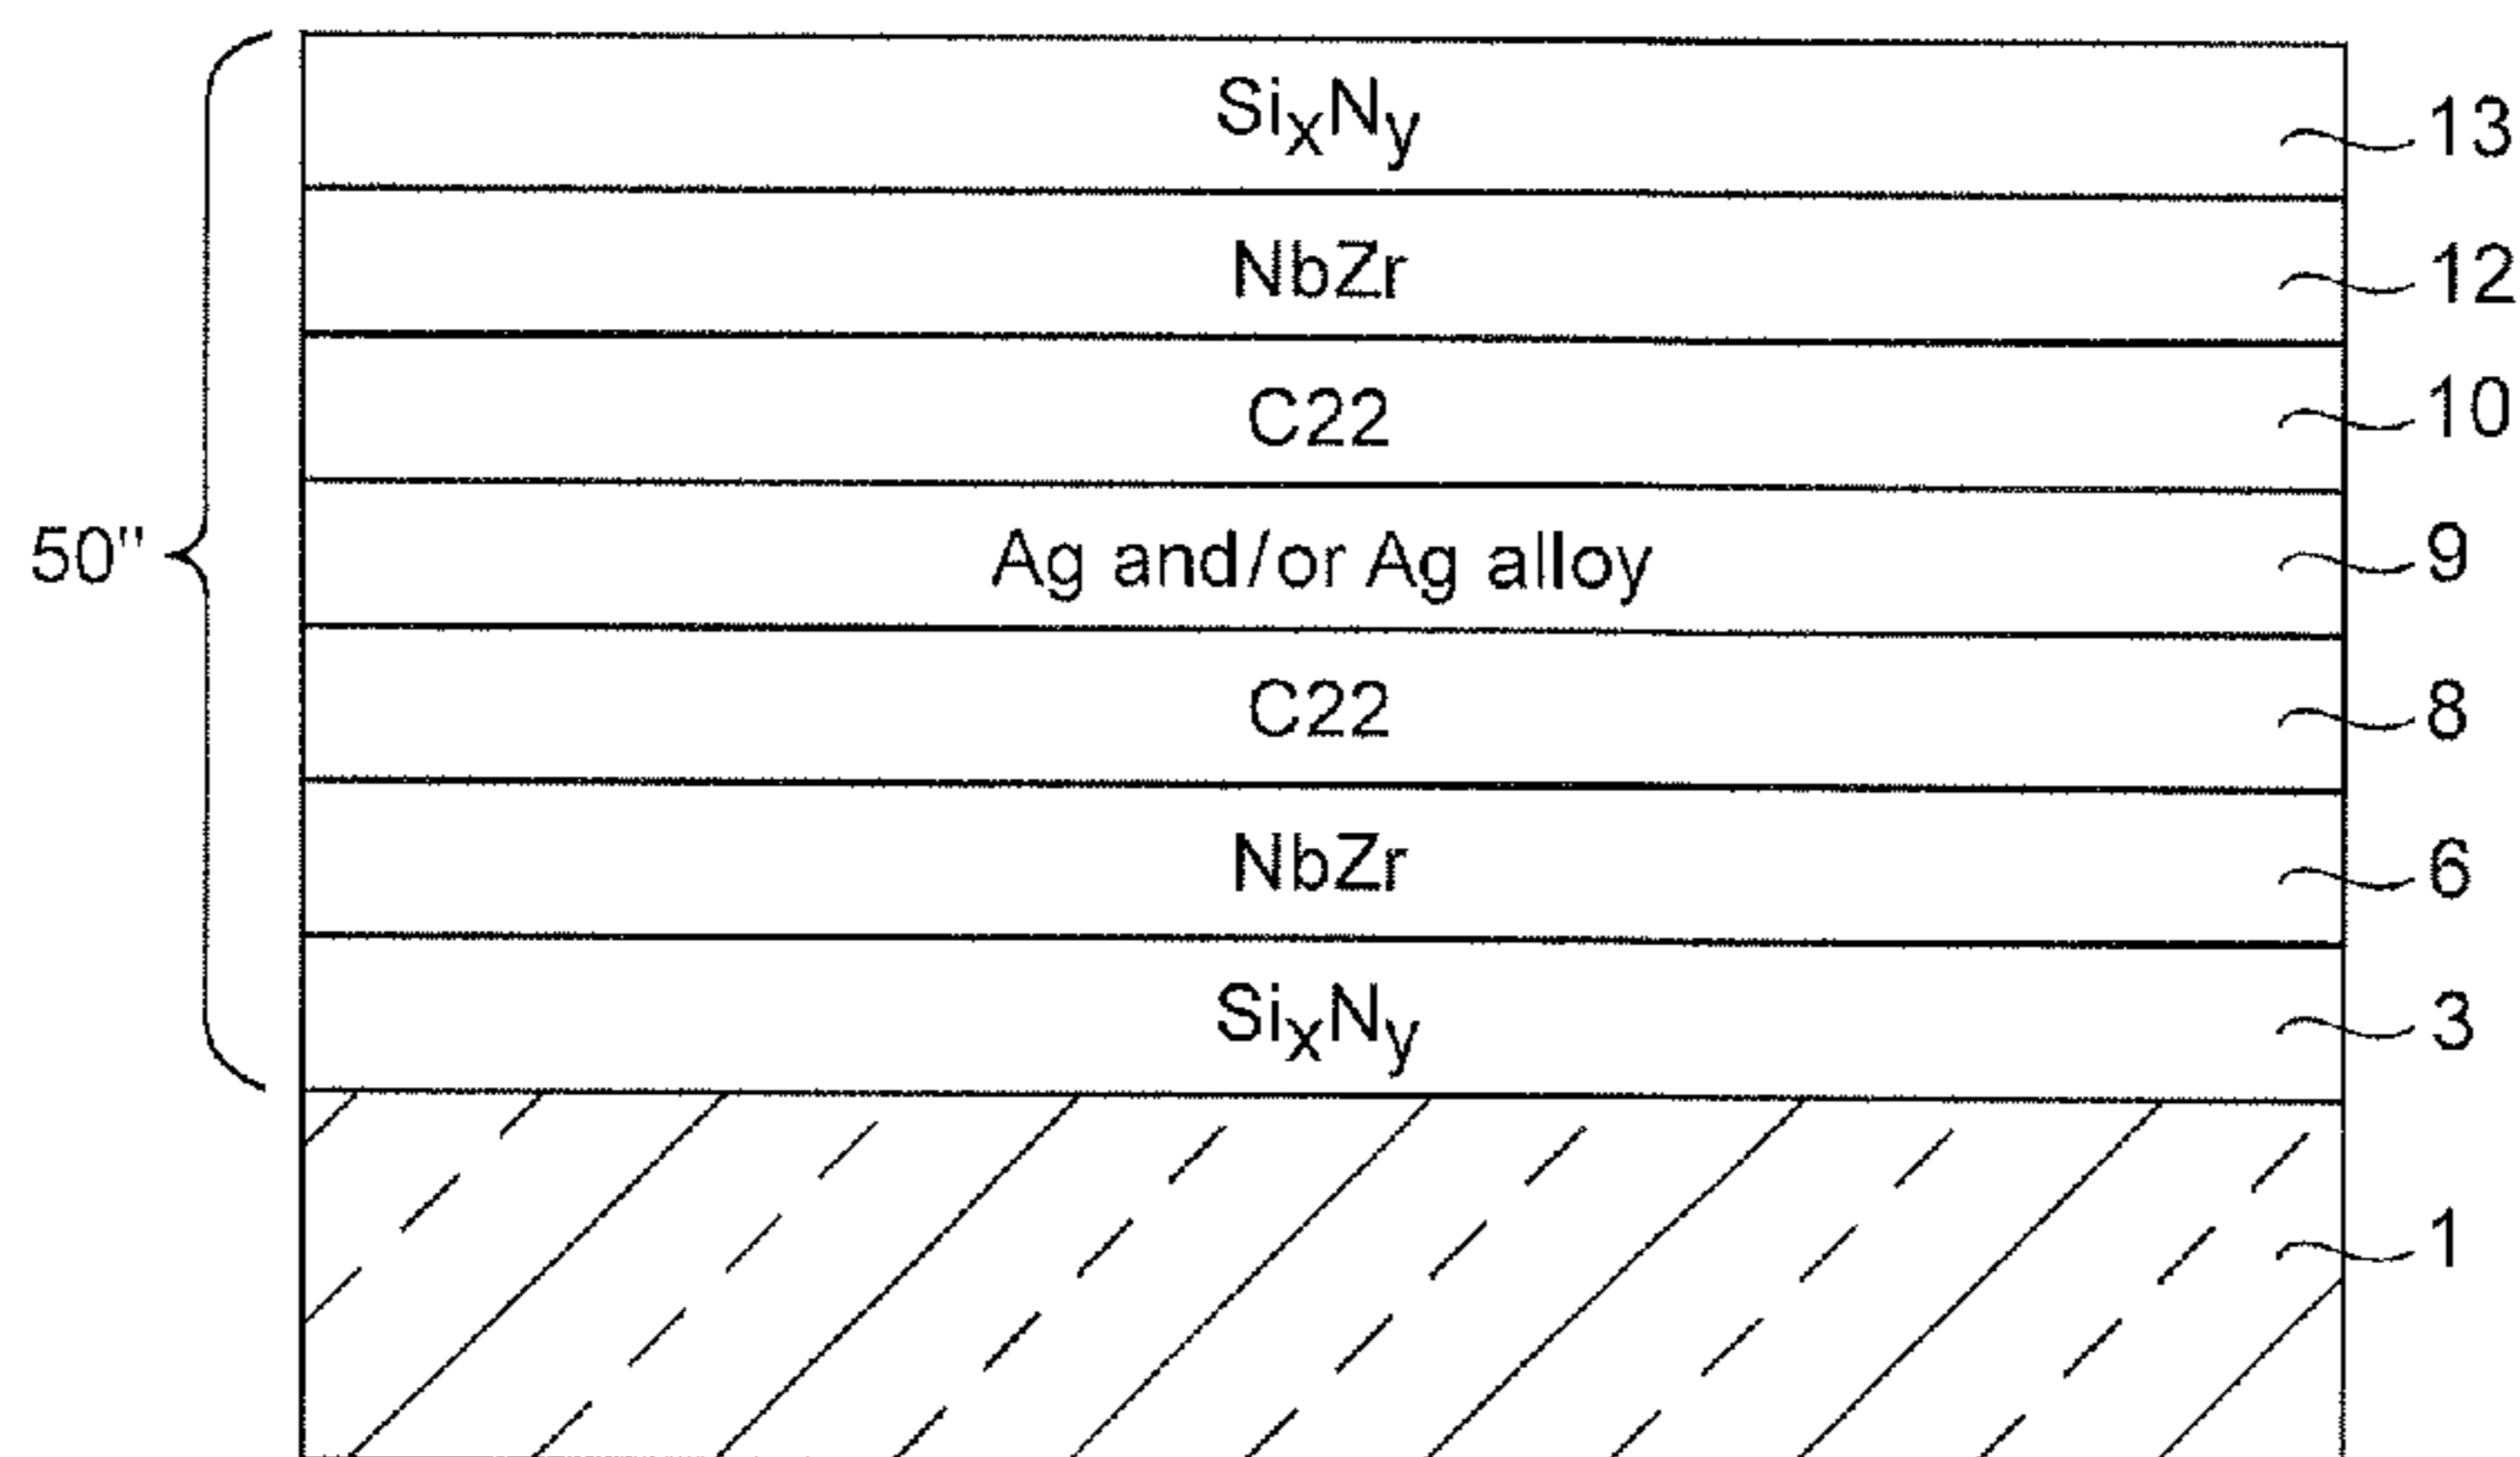 SixNy 13
NbZr 12
C22 10
50" Ag and/or Ag alloy 9
C22 8
NbZr 6
SixNy 3
1